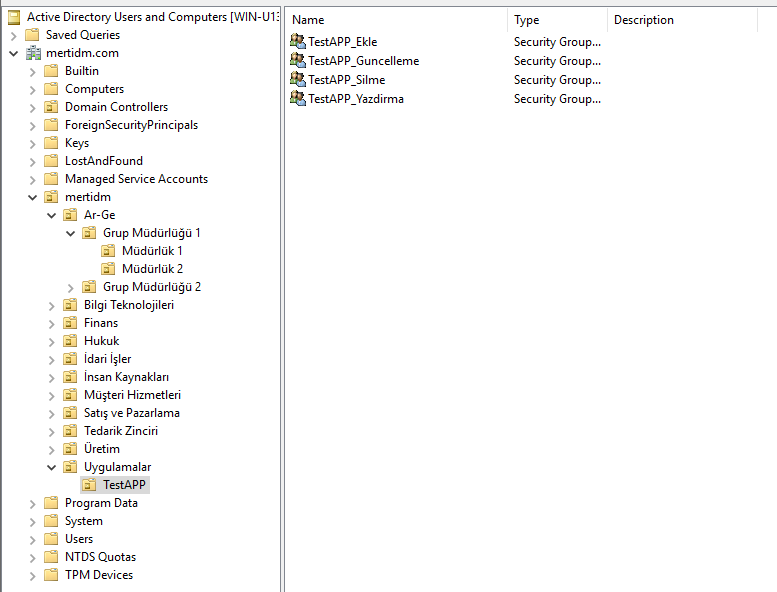 Active Directory Users and Computers [WIN-U13
Saved Queries
mertidm.com
Builtin
Computers
Domain Controllers
ForeignSecurityPrincipals
Keys
LostAndFound
Managed Service Accounts
mertidm
Ar-Ge
Grup Müdürlüğü 1
Müdürlük 1
Müdürlük 2
Grup Müdürlüğü 2
Bilgi Teknolojileri
Finans
Hukuk
İdari İşler
İnsan Kaynakları
Müşteri Hizmetleri
Satış ve Pazarlama
Tedarik Zinciri
Üretim
Uygulamalar
TestAPP
Program Data
System
Users
NTDS Quotas
TPM Devices
Name Type Description
TestAPP_Ekle Security Group...
TestAPP_Guncelleme Security Group...
TestAPP_Silme Security Group...
TestAPP_Yazdirma Security Group...